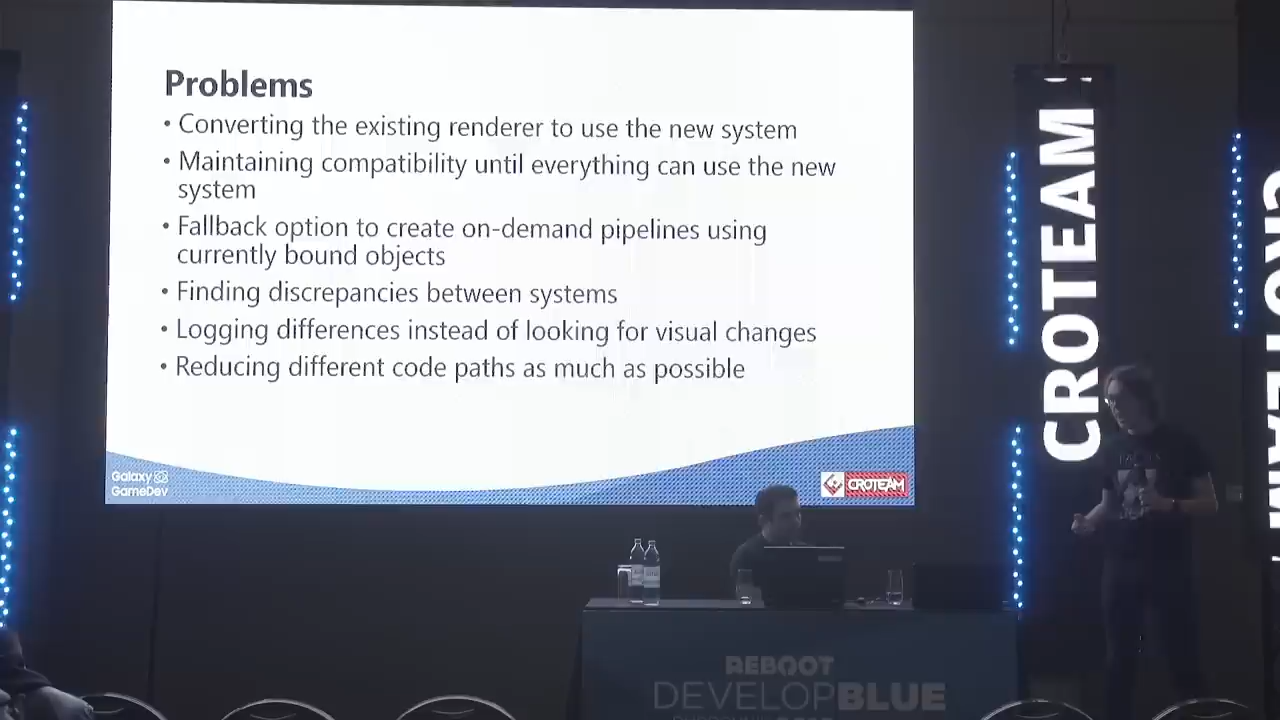 Problems
• Converting the existing renderer to use the new system
• Maintaining compatibility until everything can use the new
system
• Fallback option to create on-demand pipelines using
currently bound objects
• Finding discrepancies between systems
• Logging differences instead of looking for visual changes
• Reducing different code paths as much as possible
Galaxy
GameDev
CROTEAM
CROTEAM
REBOOT
DEVELOPBLUE